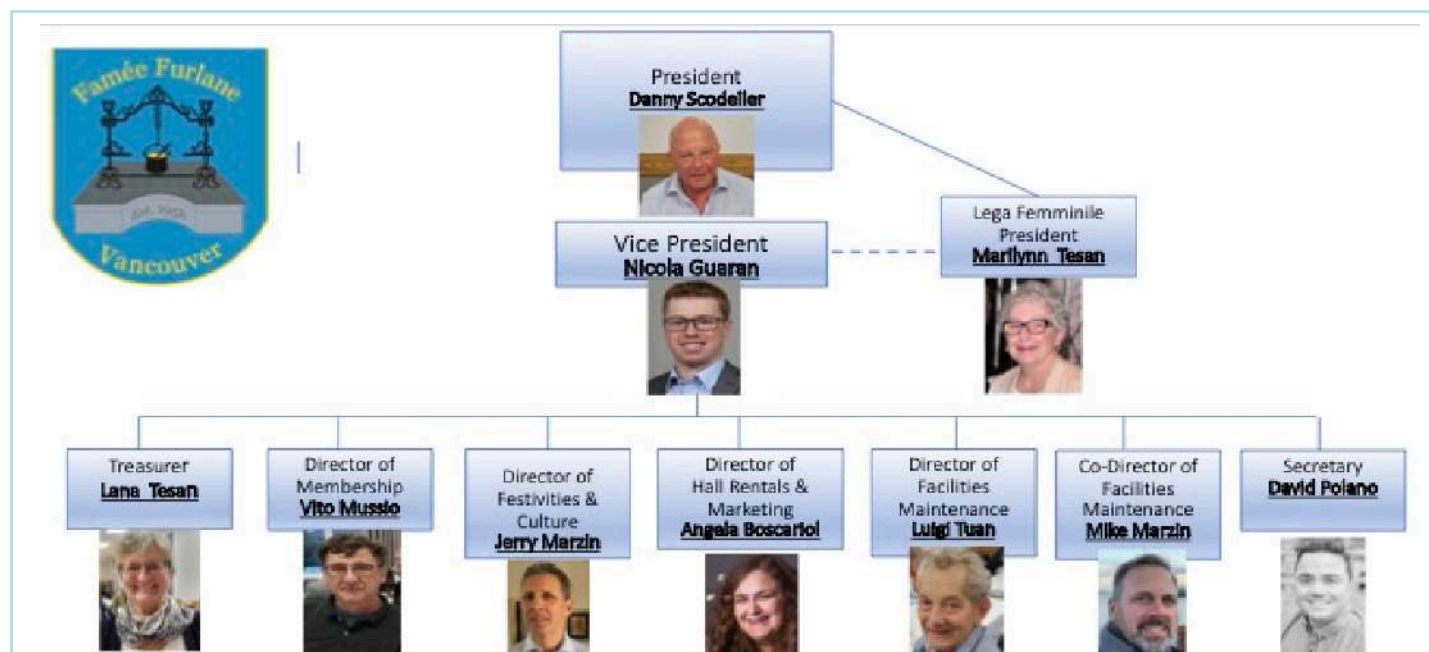 Famée Furlane
Vancouver
President
Danny Scodeller
Vice President
Nicola Guaran
Lega Femminile
President
Marilynn Tesan
Treasurer
Lana Tesan
Director of
Membership
Vito Mussio
Director of
Festivities &
Culture
Jerry Marzin
Director of
Hall Rentals &
Marketing
Angela Boscariol
Director of
Facilities
Maintenance
Luigi Tuan
Co-Director of
Facilities
Maintenance
Mike Marzin
Secretary
David Polano